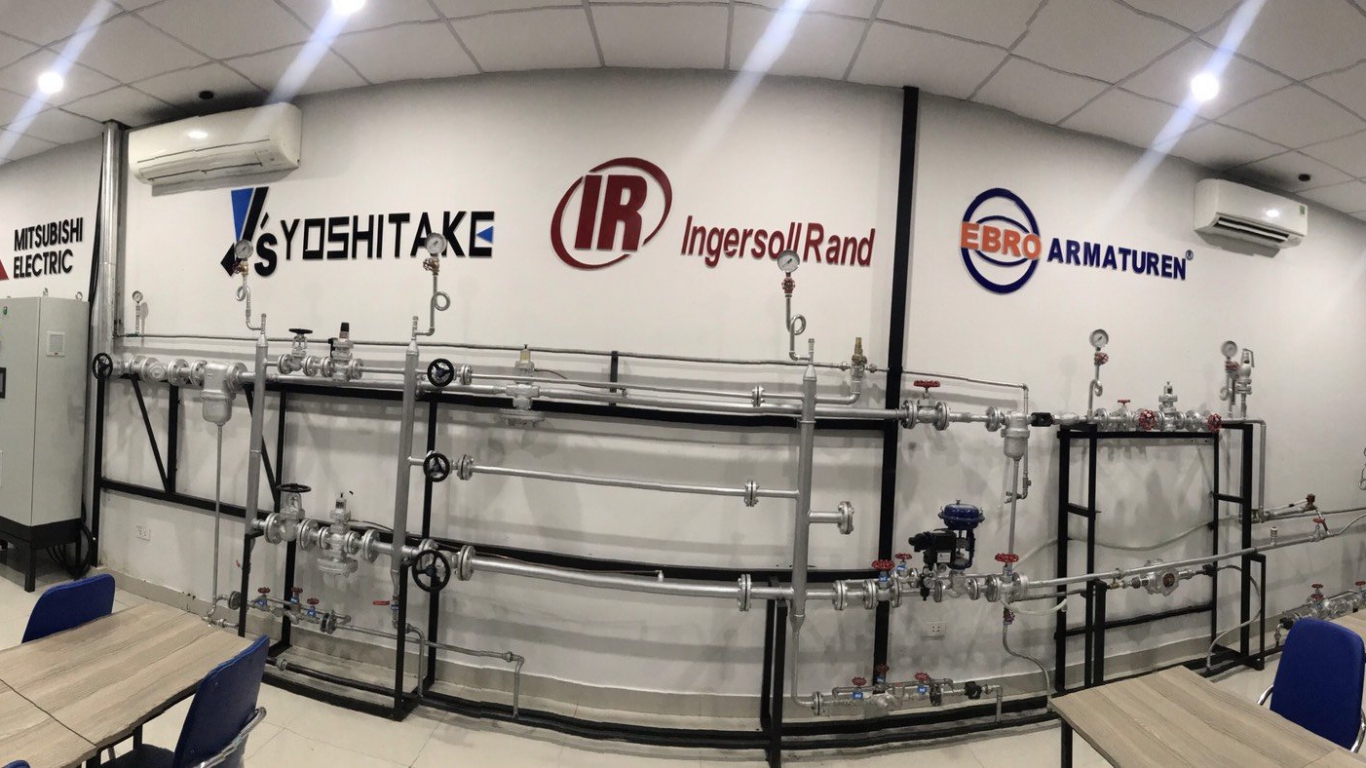 MITSUBISHI
ELECTRIC
Y's YOSHITAKE
IR IngersollRand
EBRO ARMATUREN®